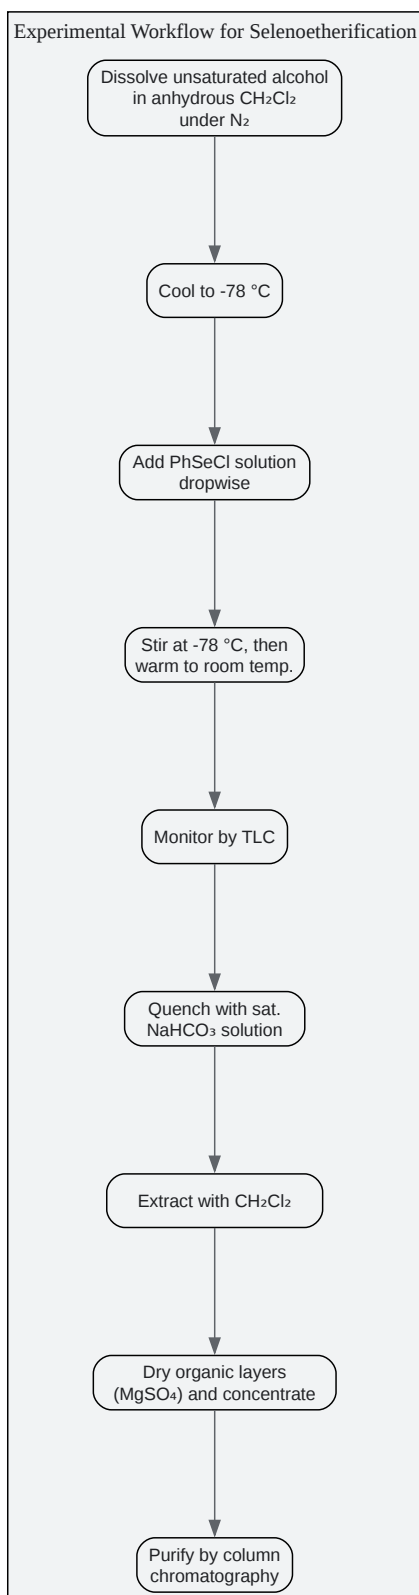 Experimental Workflow for Selenoetherification
Dissolve unsaturated alcohol
in anhydrous CH₂Cl₂
under N₂
Cool to -78 °C
Add PhSeCl solution
dropwise
Stir at -78 °C, then
warm to room temp.
Monitor by TLC
Quench with sat.
NaHCO₃ solution
Extract with CH₂Cl₂
Dry organic layers
(MgSO₄) and concentrate
Purify by column
chromatography